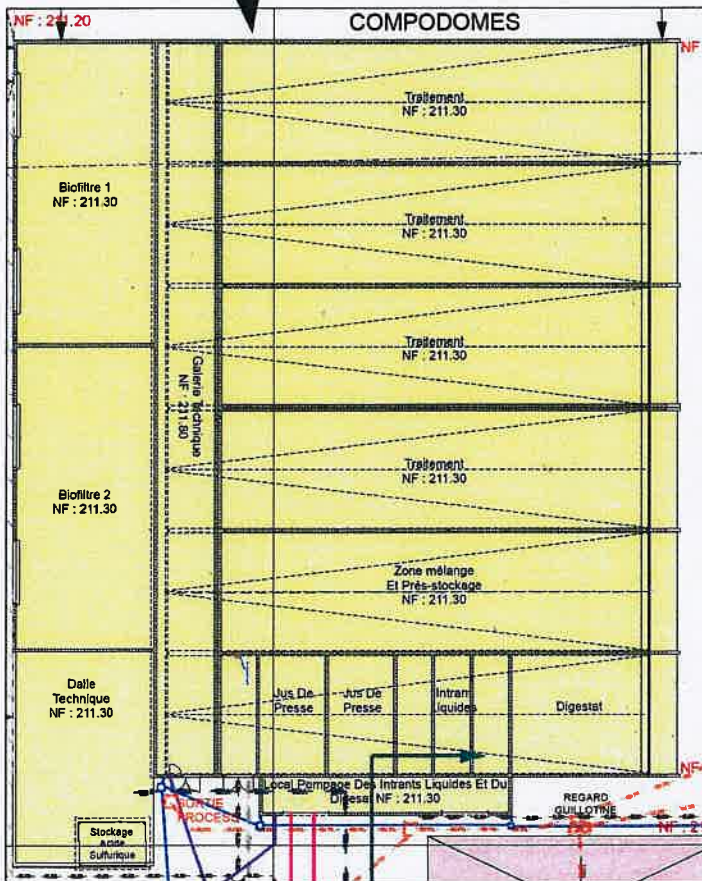 NF : 211.20
COMPODOMES
NF
Traitement
NF : 211.30
Biofiltre 1
NF : 211.30
Traitement
NF : 211.30
Traitement
NF : 211.30
Galerie Technique
NF : 211.80
Traitement
NF : 211.30
Biofiltre 2
NF : 211.30
Zone mélange
Et Prés-stockage
NF : 211.30
Dalle
Technique
NF : 211.30
Jus De
Presse
Jus De
Presse
Intran
Liquides
Digestat
NF
Local Pompage Des Intrants Liquides Et Du
Digesat NF : 211.30
SORTIE
PROCESS
REGARD
GUILLOTINE
NF : 2
Stockage
acide
Sulfurique